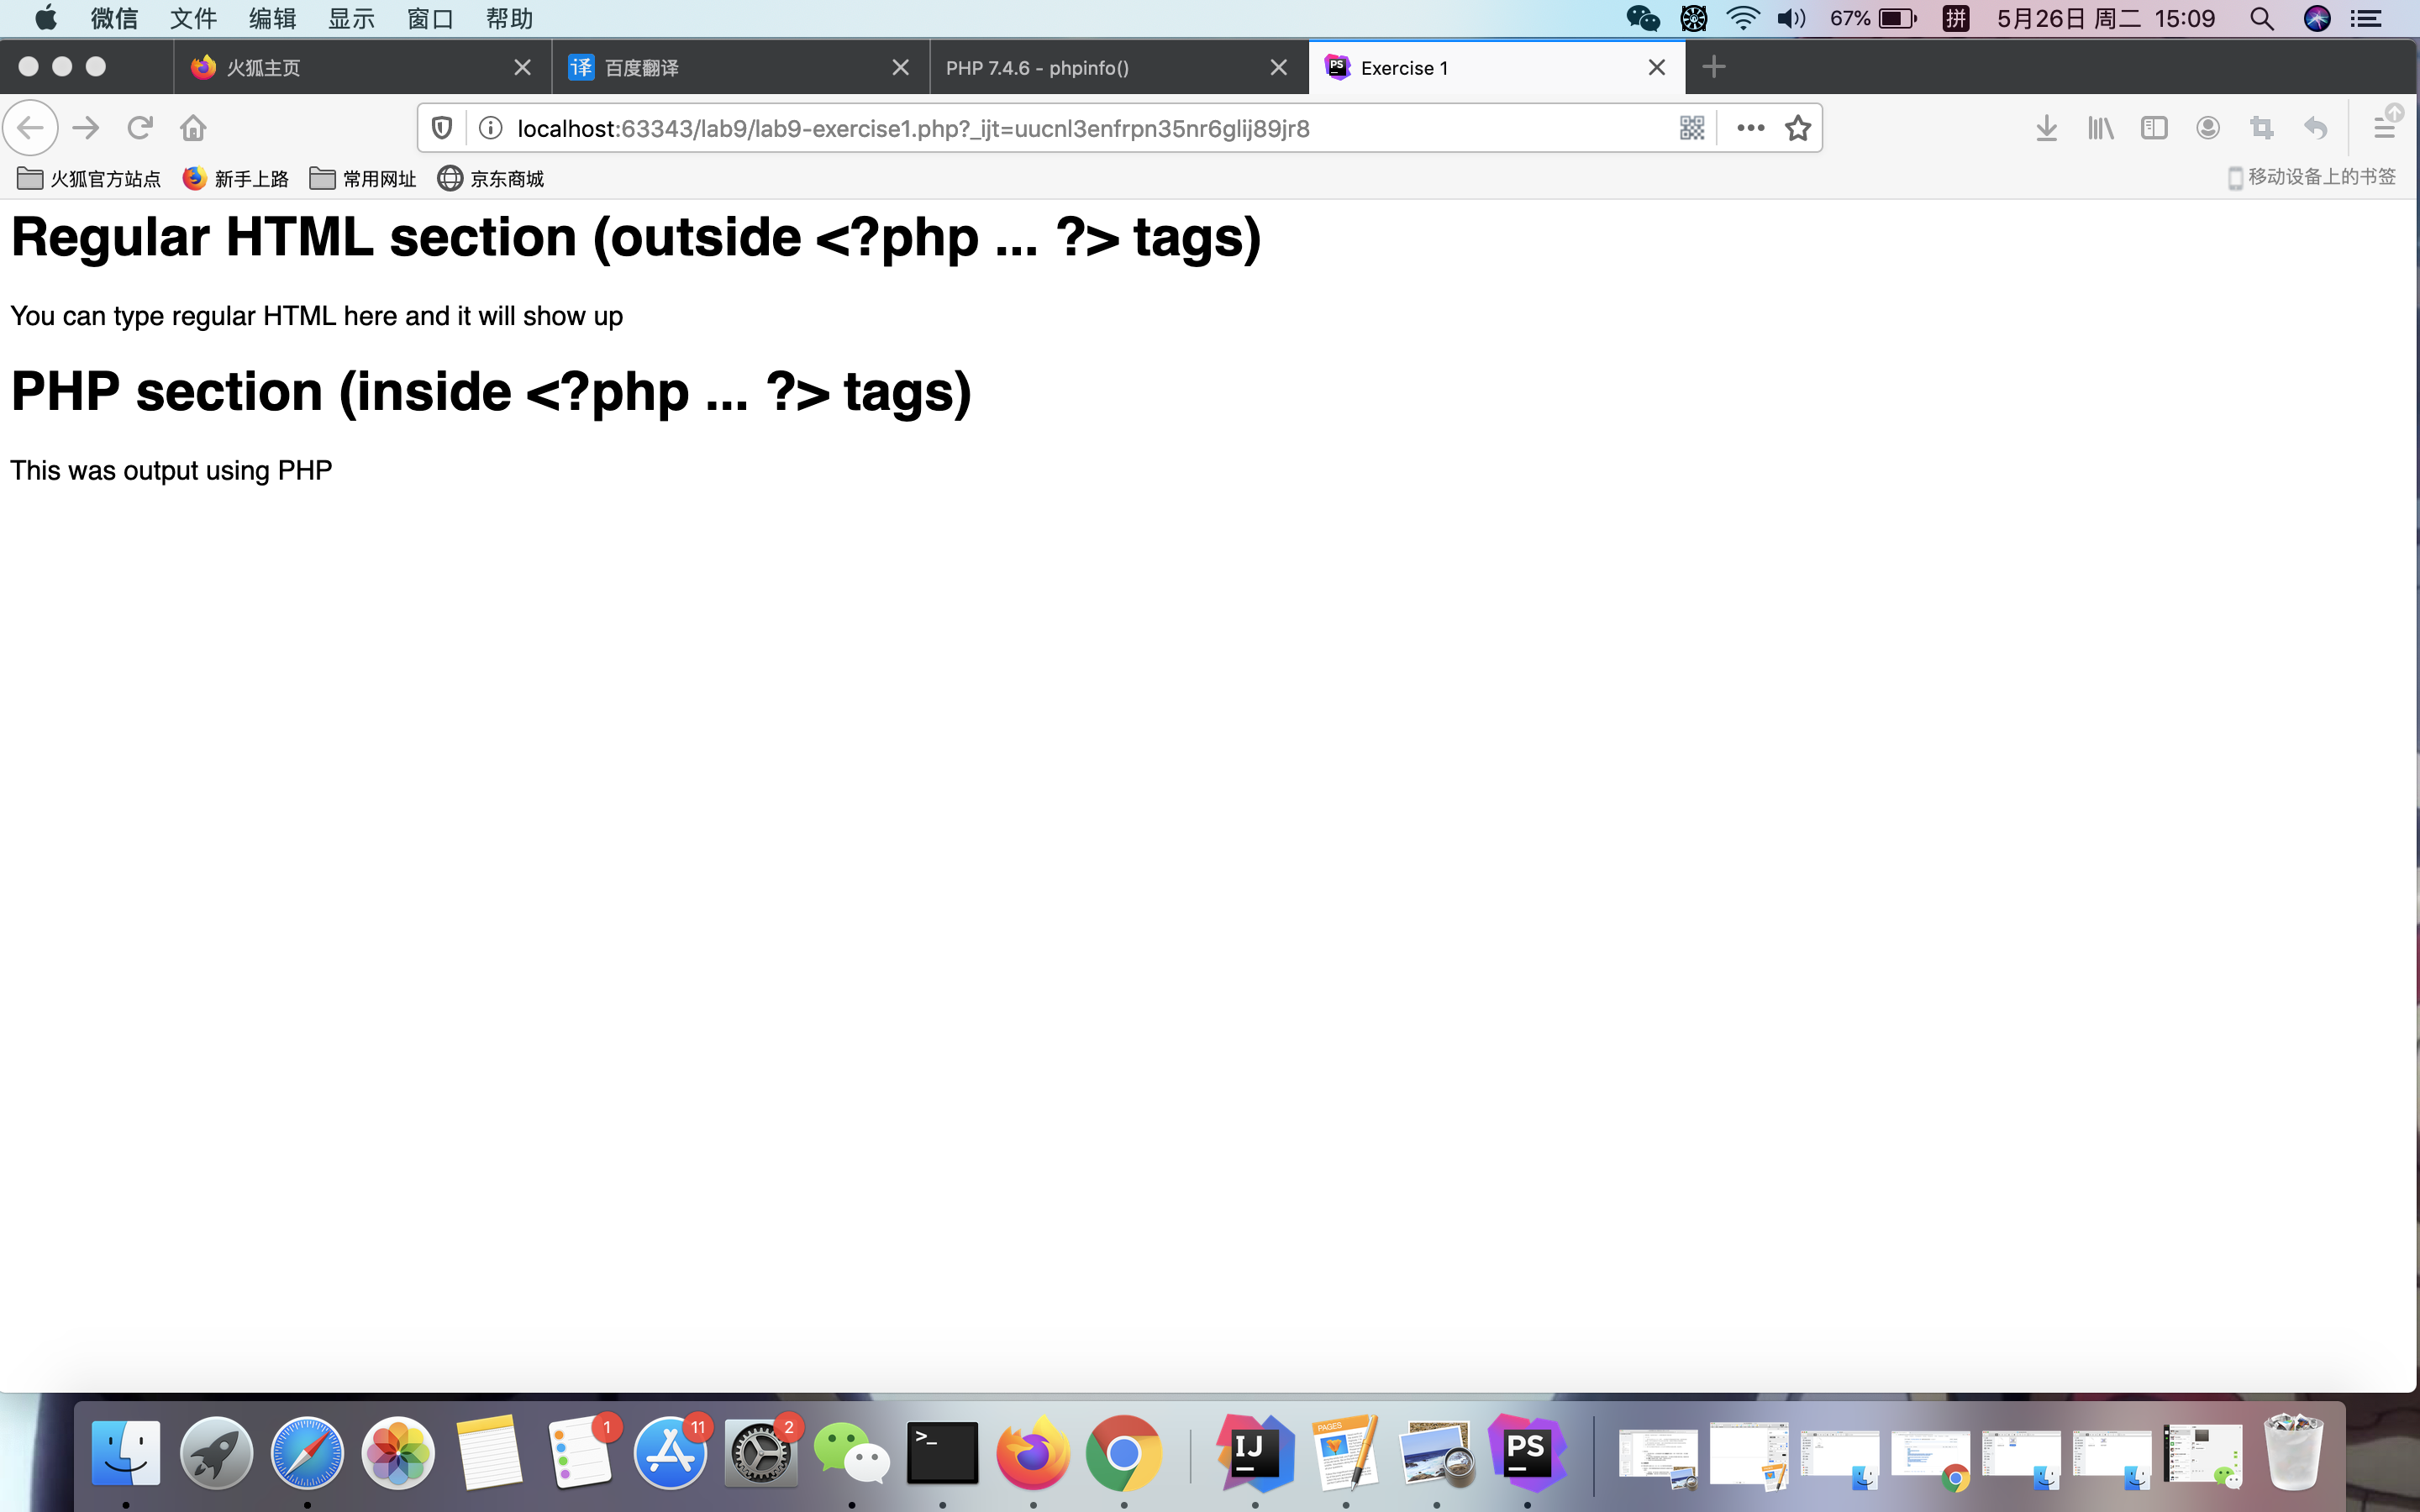 微信 文件 编辑 显示 窗口 帮助 67% 拼 5月26日 周二 15:09
火狐主页 译 百度翻译 PHP 7.4.6 - phpinfo() PS Exercise 1
localhost:63343/lab9/lab9-exercise1.php?_ijt=uucnl3enfrpn35nr6glij89jr8
火狐官方站点 新手上路 常用网址 京东商城 移动设备上的书签
Regular HTML section (outside <?php ... ?> tags)
You can type regular HTML here and it will show up
PHP section (inside <?php ... ?> tags)
This was output using PHP
1 11 2 >_ IJ PAGES PS